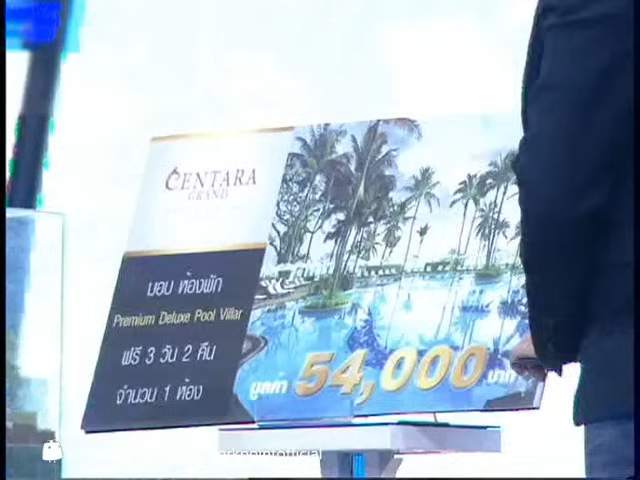 CENTARA
GRAND
มอบ ห้องพัก
Premium Deluxe Pool Villar
ฟรี 3 วัน 2 คืน
จำนวน 1 ห้อง
มูลค่า 54,000 บาท
workpointofficial